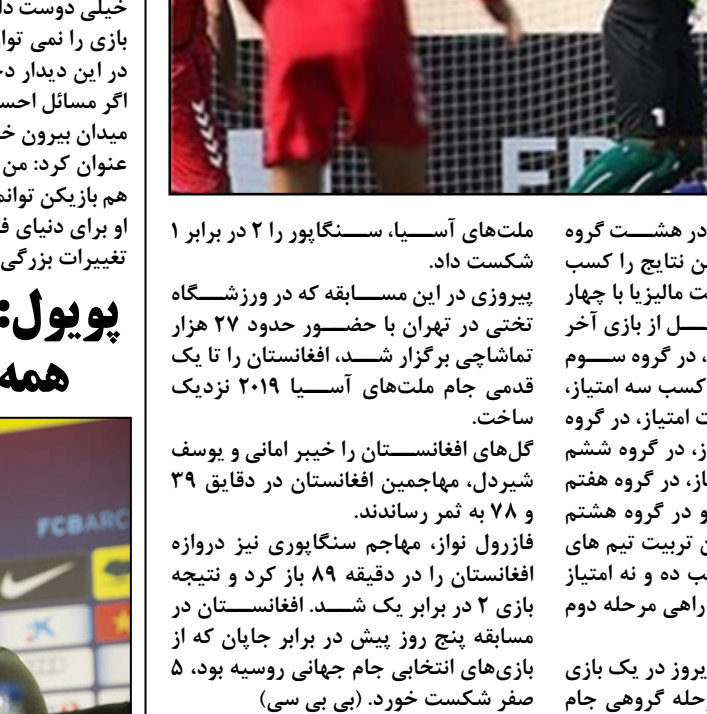 در هشت گروه
ن نتایج را کسب
ت مالیزیا با چهار
ل از بازی آخر
، در گروه سوم
کسب سه امتیاز،
ت امتیاز، در گروه
ز، در گروه ششم
یاز، در گروه هفتم
و در گروه هشتم
ن تربیت تیم های
ب ده و نه امتیاز
راهی مرحله دوم
یروز در یک بازی
رحله گروهی جام
ملت‌های آسیا، سنگاپور را ۲ در برابر ۱
شکست داد.
پیروزی در این مسابقه که در ورزشگاه
تختی در تهران با حضور حدود ۲۷ هزار
تماشاچی برگزار شد، افغانستان را تا یک
قدمی جام ملت‌های آسیا ۲۰۱۹ نزدیک
ساخت.
گل‌های افغانستان را خیبر امانی و یوسف
شیردل، مهاجمین افغانستان در دقایق ۳۹
و ۷۸ به ثمر رساندند.
فازرول نواز، مهاجم سنگاپوری نیز دروازه
افغانستان را در دقیقه ۸۹ باز کرد و نتیجه
بازی ۲ در برابر یک شد. افغانستان در
مسابقه پنج روز پیش در برابر جاپان که از
بازی‌های انتخابی جام جهانی روسیه بود، ۵
صفر شکست خورد. (بی بی سی)
خیلی دوست دا
بازی را نمی توا
در این دیدار دخ
اگر مسائل احسا
میدان بیرون خ
عنوان کرد: من
هم بازیکن توانم
او برای دنیای ف
تغییرات بزرگی
پویول:
همه
FCBARC